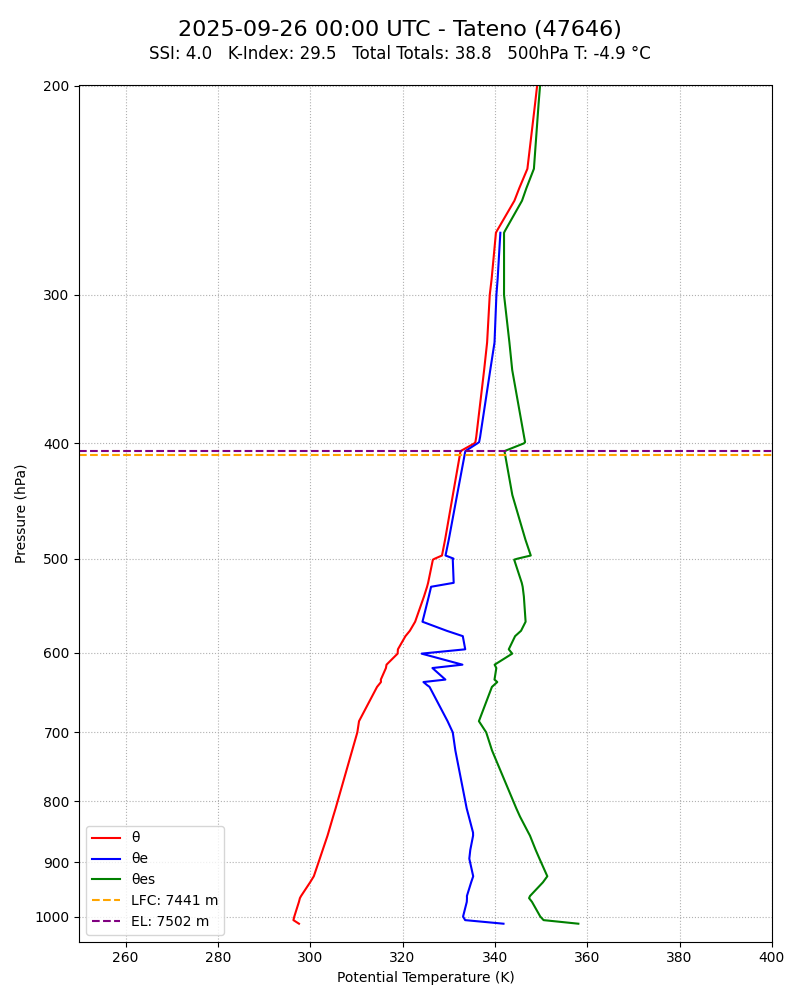 2025-09-26 00:00 UTC - Tateno (47646)
SSI: 4.0   K-Index: 29.5   Total Totals: 38.8   500hPa T: -4.9 °C
200
300
400
500
600
700
800
900
1000
Pressure (hPa)
θ
θe
θes
LFC: 7441 m
EL: 7502 m
260 280 300 320 340 360 380 400
Potential Temperature (K)